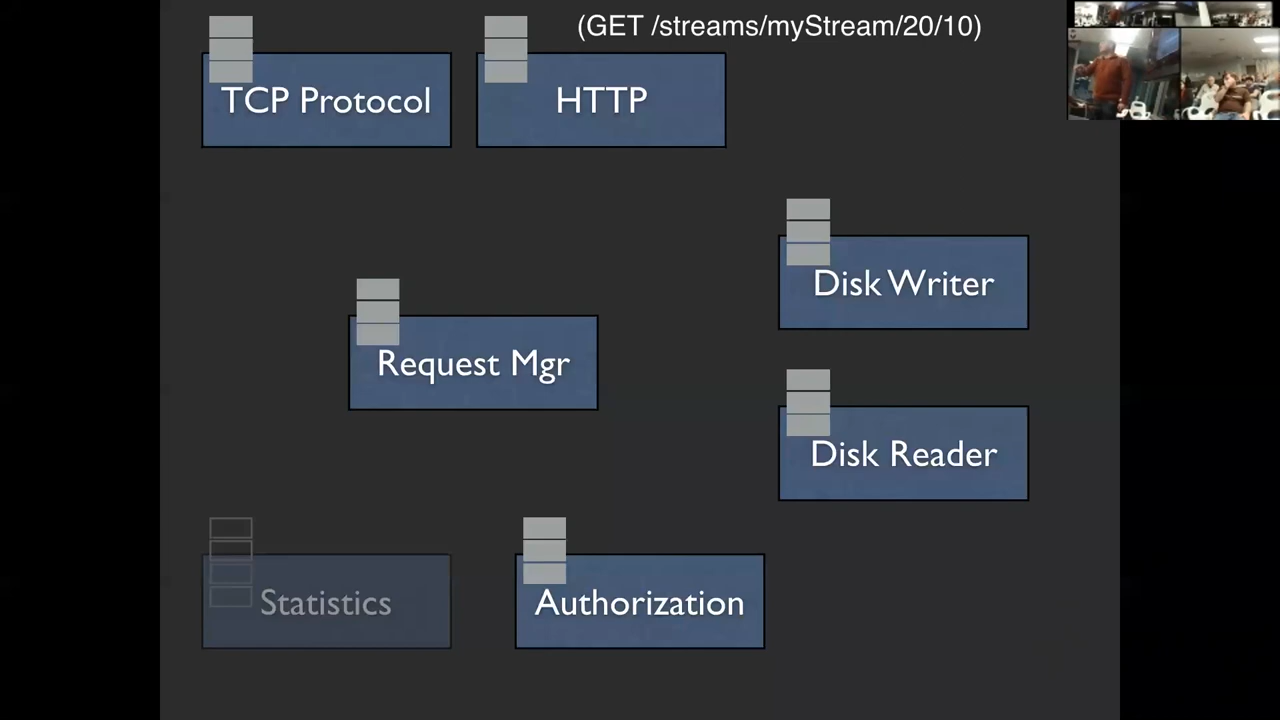 (GET /streams/myStream/20/10)
TCP Protocol
HTTP
Disk Writer
Request Mgr
Disk Reader
Statistics
Authorization